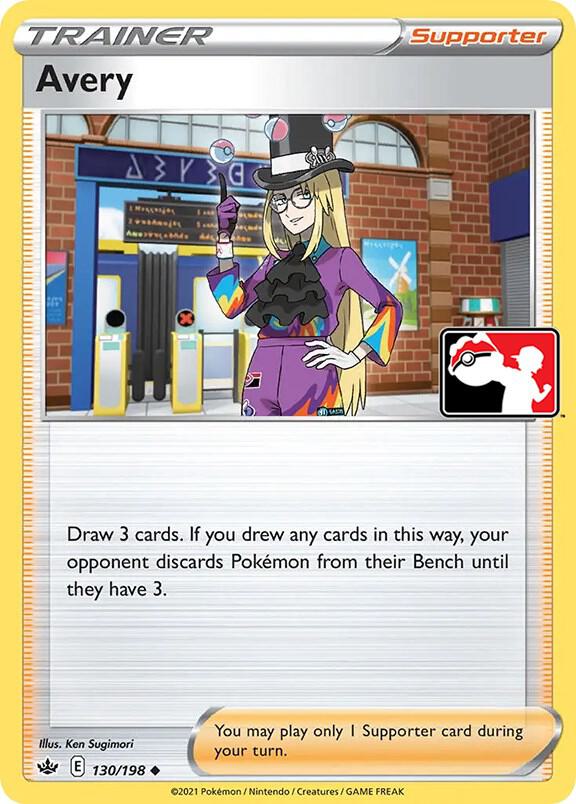 TRAINER
Supporter
Avery
Draw 3 cards. If you drew any cards in this way, your
opponent discards Pokémon from their Bench until
they have 3.
You may play only 1 Supporter card during
your turn.
Illus. Ken Sugimori
E 130/198
©2021 Pokémon / Nintendo / Creatures / GAME FREAK